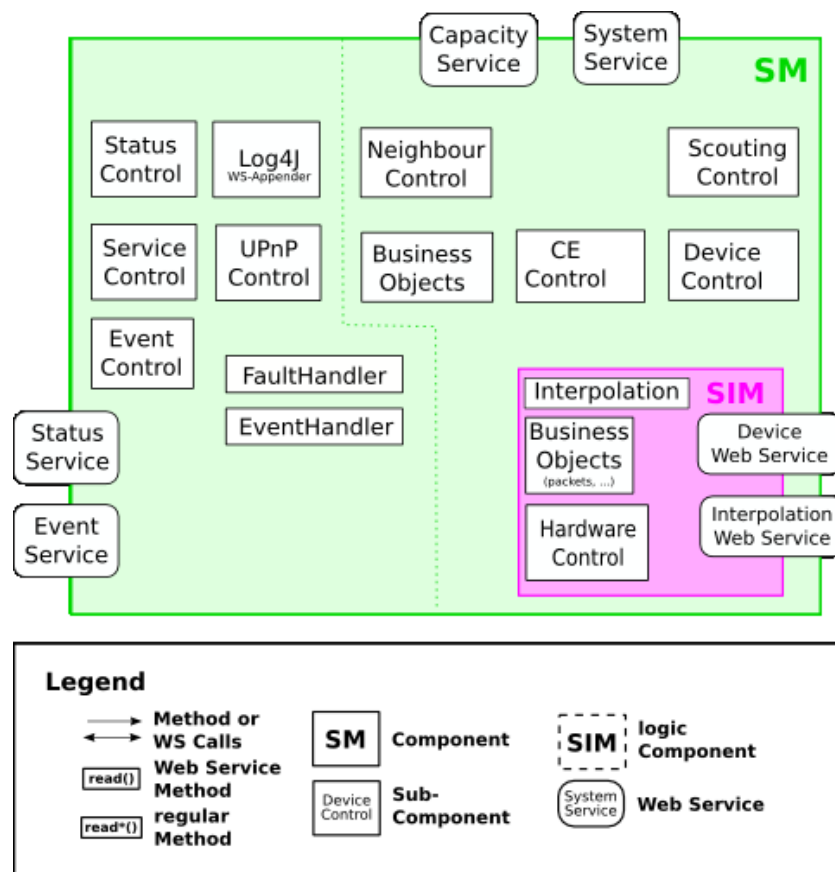 Capacity
Service
System
Service
SM
Status
Control
Log4J
WS-Appender
Neighbour
Control
Scouting
Control
Service
Control
UPnP
Control
Business
Objects
CE
Control
Device
Control
Event
Control
FaultHandler
EventHandler
Interpolation
SIM
Business
Objects
(packets, ...)
Hardware
Control
Device
Web Service
Interpolation
Web Service
Status
Service
Event
Service
Legend
Method or
WS Calls
read()
Web Service
Method
read*()
regular
Method
SM
Component
Device
Control
Sub-
Component
SIM
logic
Component
System
Service
Web Service